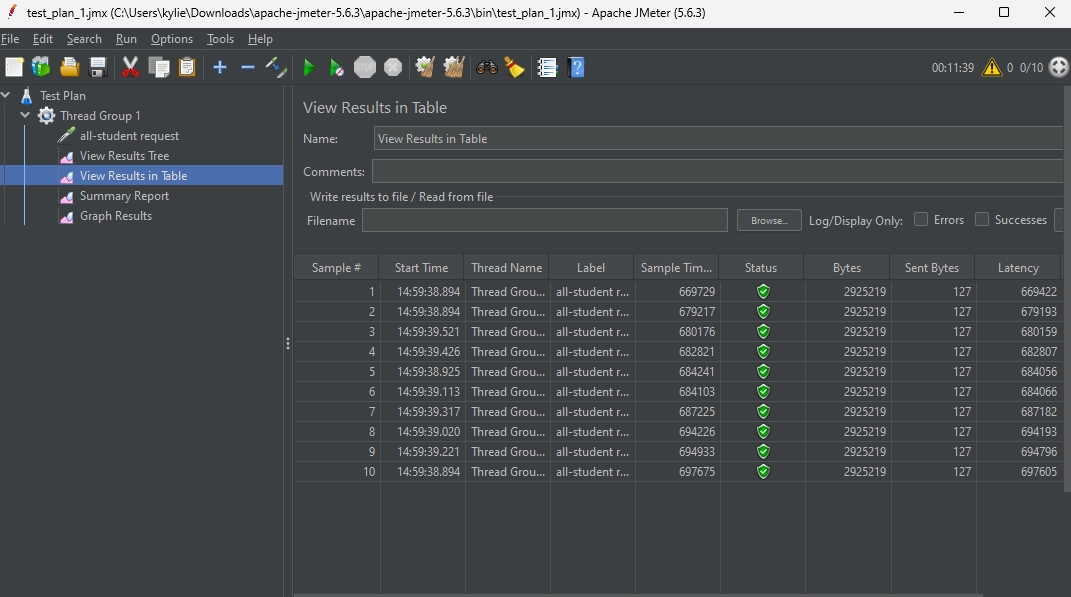 test_plan_1.jmx (C:\Users\kylie\Downloads\apache-jmeter-5.6.3\apache-jmeter-5.6.3\bin\test_plan_1.jmx) - Apache JMeter (5.6.3)
File Edit Search Run Options Tools Help
STOP 00:11:39 0 0/10
Test Plan
Thread Group 1
all-student request
View Results Tree
View Results in Table
Summary Report
Graph Results
View Results in Table
Name: View Results in Table
Comments:
Write results to file / Read from file
Filename Browse... Log/Display Only: Errors Successes
Sample # Start Time Thread Name Label Sample Tim... Status Bytes Sent Bytes Latency
1 14:59:38.894 Thread Grou... all-student r... 669729 2925219 127 669422
2 14:59:38.894 Thread Grou... all-student r... 679217 2925219 127 679193
3 14:59:39.521 Thread Grou... all-student r... 680176 2925219 127 680159
4 14:59:39.426 Thread Grou... all-student r... 682821 2925219 127 682807
5 14:59:38.925 Thread Grou... all-student r... 684241 2925219 127 684056
6 14:59:39.113 Thread Grou... all-student r... 684103 2925219 127 684066
7 14:59:39.317 Thread Grou... all-student r... 687225 2925219 127 687182
8 14:59:39.020 Thread Grou... all-student r... 694226 2925219 127 694193
9 14:59:39.221 Thread Grou... all-student r... 694933 2925219 127 694796
10 14:59:38.894 Thread Grou... all-student r... 697675 2925219 127 697605